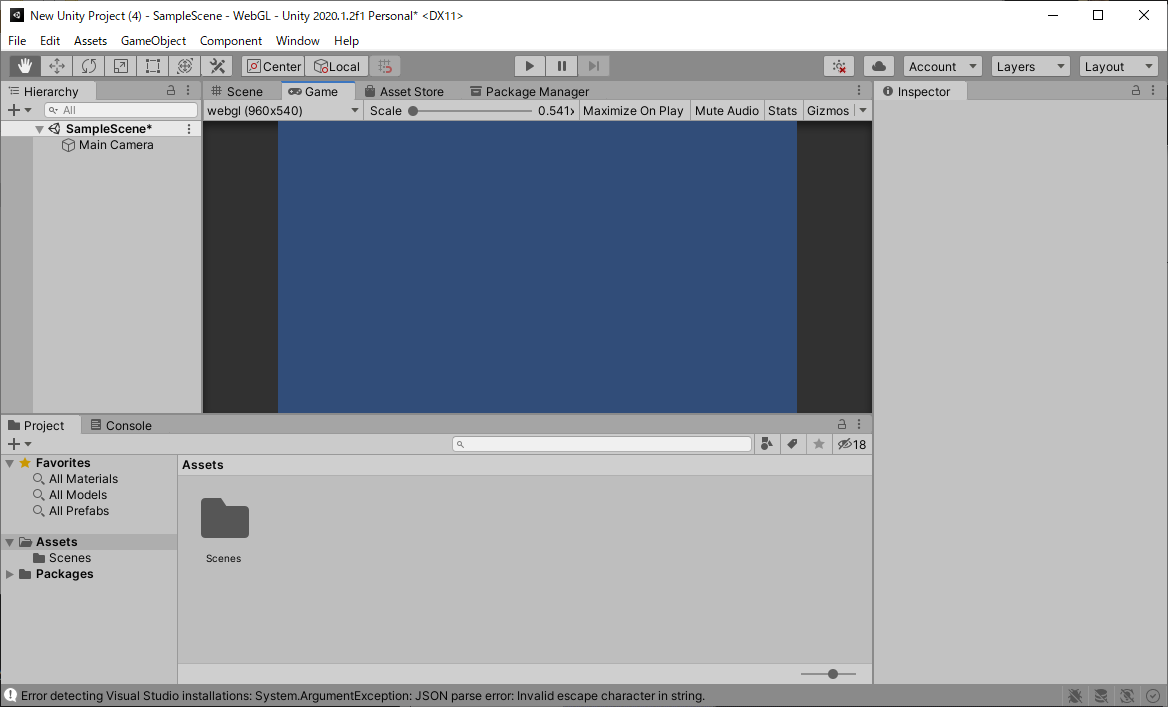 New Unity Project (4) - SampleScene - WebGL - Unity 2020.1.2f1 Personal* <DX11>
File Edit Assets GameObject Component Window Help
Center Local Account Layers Layout
Hierarchy Scene Game Asset Store Package Manager Inspector
All webgl (960x540) Scale 0.541x Maximize On Play Mute Audio Stats Gizmos
SampleScene*
Main Camera
Project Console
18
Favorites Assets
All Materials
All Models
All Prefabs
Assets
Scenes Scenes
Packages
Error detecting Visual Studio installations: System.ArgumentException: JSON parse error: Invalid escape character in string.